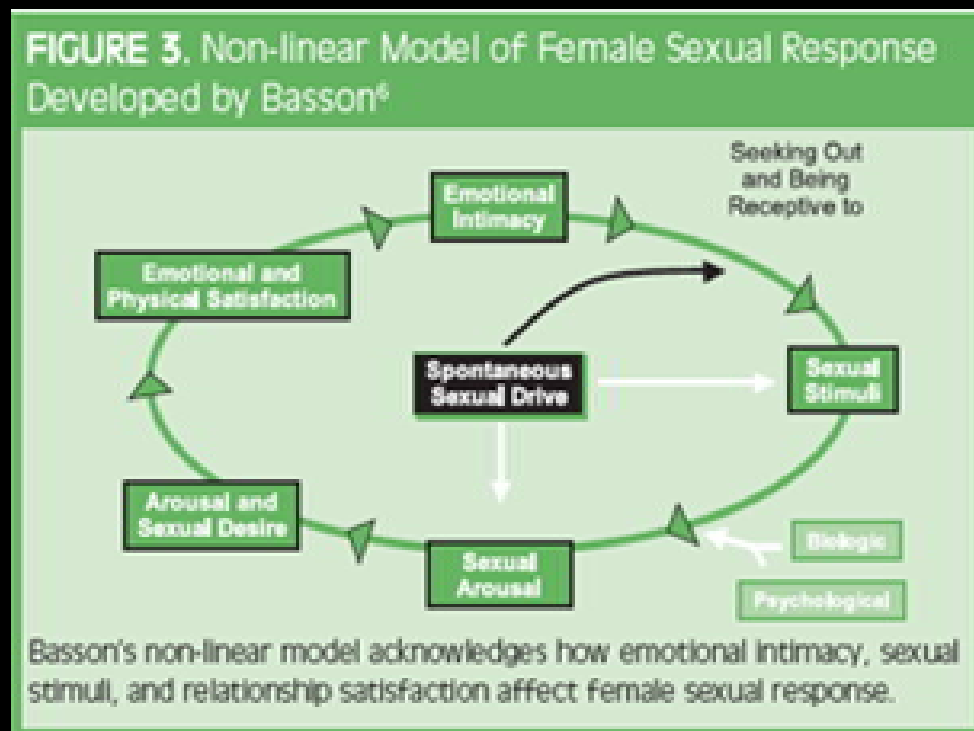 FIGURE 3. Non-linear Model of Female Sexual Response
Developed by Basson⁶
Seeking Out
and Being
Receptive to
Emotional
Intimacy
Emotional and
Physical Satisfaction
Spontaneous
Sexual Drive
Sexual
Stimuli
Arousal and
Sexual Desire
Sexual
Arousal
Biologic
Psychological
Basson's non-linear model acknowledges how emotional intimacy, sexual
stimuli, and relationship satisfaction affect female sexual response.